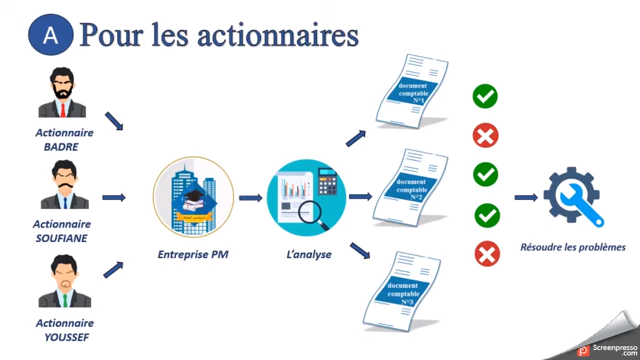 A Pour les actionnaires
Actionnaire
BADRE
Actionnaire
SOUFIANE
Actionnaire
YOUSSEF
Entreprise PM
L'analyse
document
comptable
N°1
document
comptable
N°2
document
comptable
N°3
Résoudre les problèmes
Screenpresso
.com